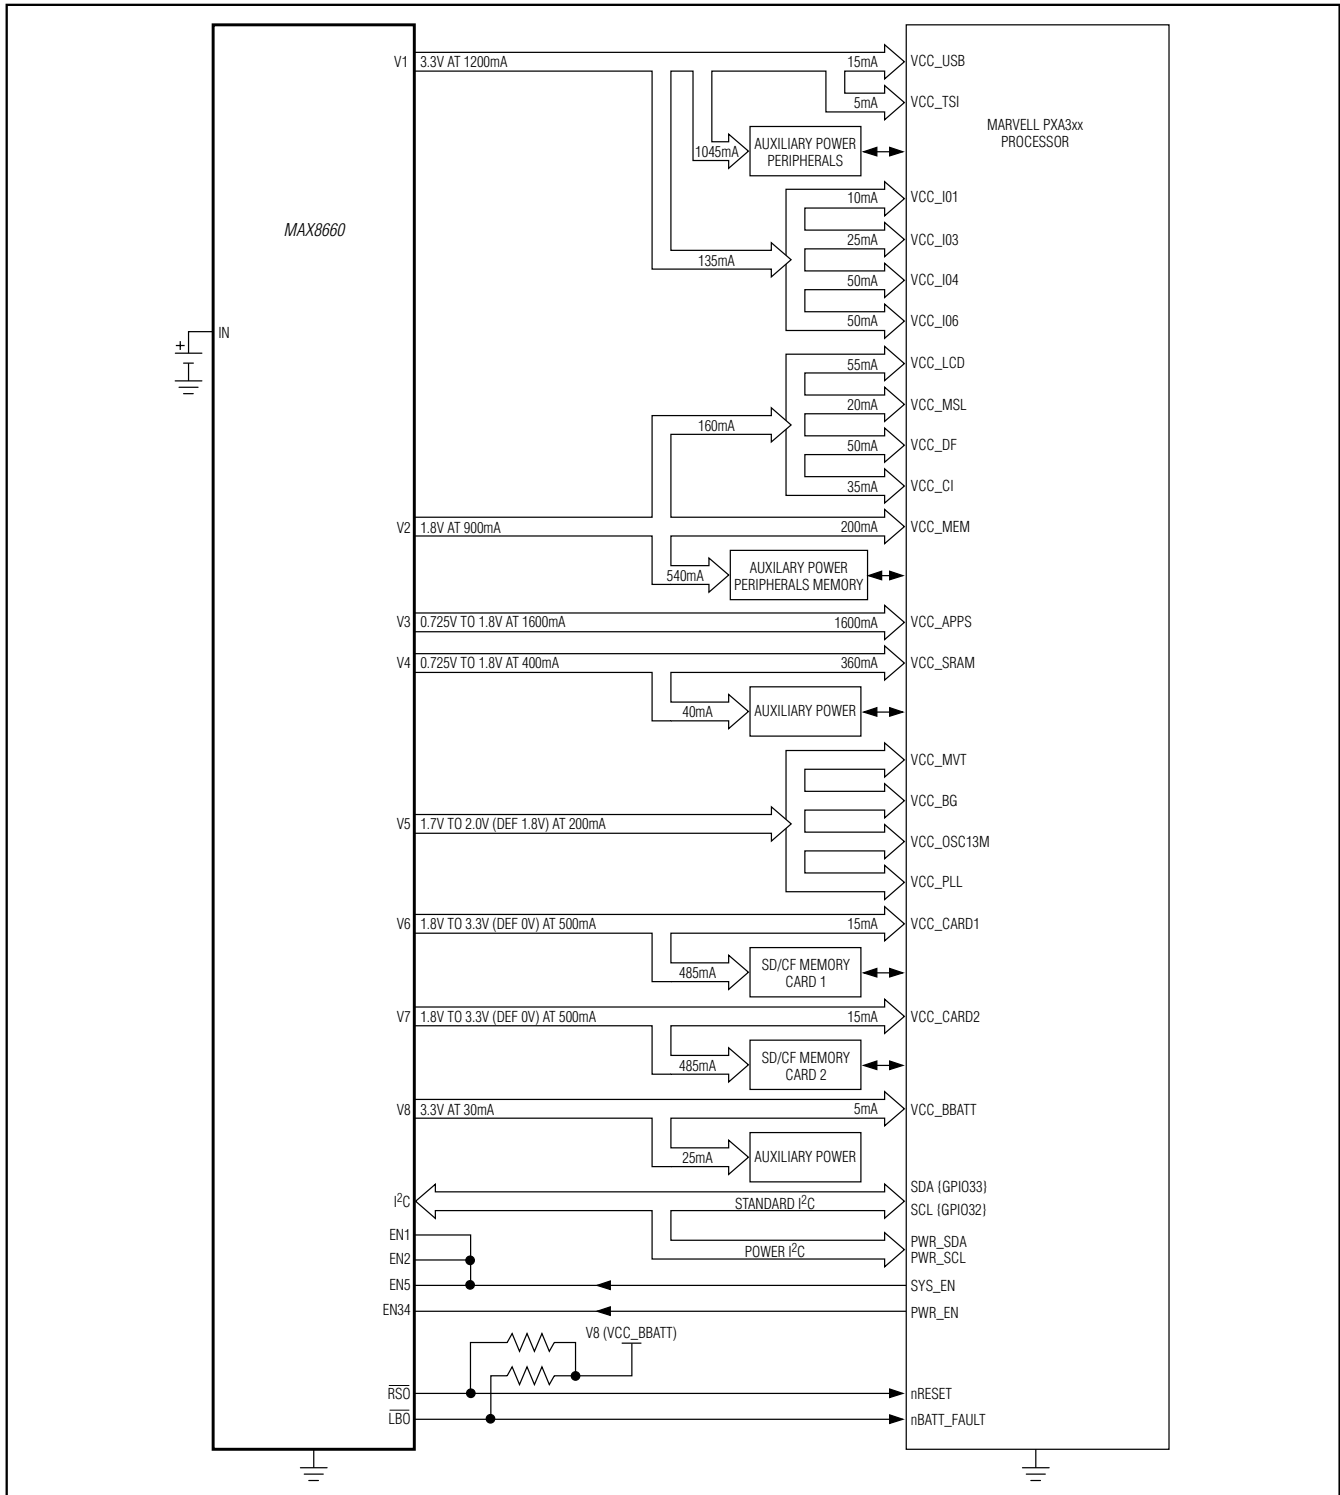 V1 3.3V AT 1200mA
15mA VCC_USB
5mA VCC_TSI
MARVELL PXA3xx
PROCESSOR
1045mA
AUXILIARY POWER
PERIPHERALS
10mA VCC_I01
MAX8660
25mA VCC_I03
135mA
50mA VCC_I04
50mA VCC_I06
+
IN
55mA VCC_LCD
20mA VCC_MSL
160mA
50mA VCC_DF
35mA VCC_CI
V2 1.8V AT 900mA
200mA VCC_MEM
540mA
AUXILARY POWER
PERIPHERALS MEMORY
V3 0.725V TO 1.8V AT 1600mA
1600mA VCC_APPS
V4 0.725V TO 1.8V AT 400mA
360mA VCC_SRAM
40mA
AUXILIARY POWER
VCC_MVT
VCC_BG
V5 1.7V TO 2.0V (DEF 1.8V) AT 200mA
VCC_OSC13M
VCC_PLL
V6 1.8V TO 3.3V (DEF 0V) AT 500mA
15mA VCC_CARD1
485mA
SD/CF MEMORY
CARD 1
V7 1.8V TO 3.3V (DEF 0V) AT 500mA
15mA VCC_CARD2
485mA
SD/CF MEMORY
CARD 2
V8 3.3V AT 30mA
5mA VCC_BBATT
25mA
AUXILIARY POWER
I²C
STANDARD I²C
SDA {GPIO33}
SCL {GPIO32}
EN1
POWER I²C
PWR_SDA
PWR_SCL
EN2
EN5
SYS_EN
EN34
PWR_EN
V8 (VCC_BBATT)
RSO
nRESET
LBO
nBATT_FAULT